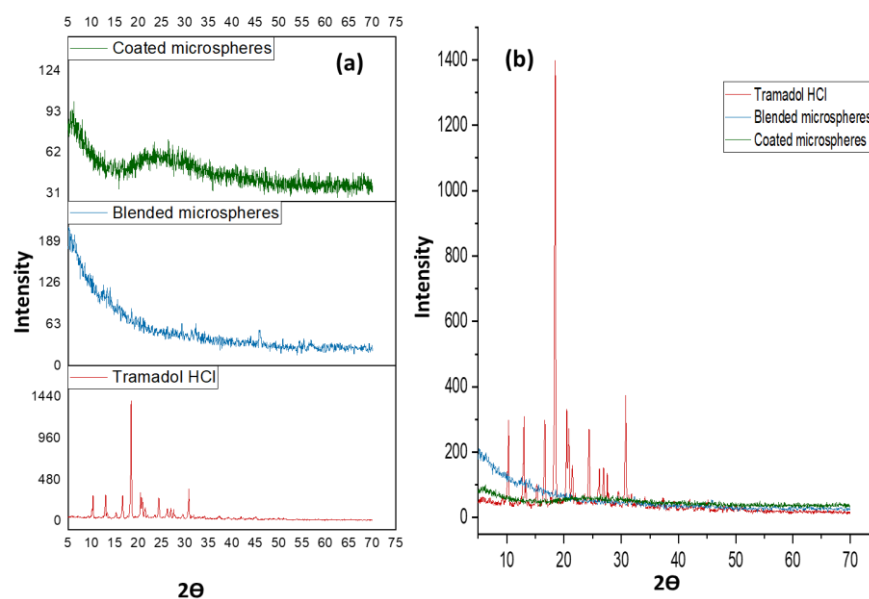 5 10 15 20 25 30 35 40 45 50 55 60 65 70 75
Coated microspheres
(a)
124
93
62
31
Blended microspheres
189
126
63
0
Intensity
Tramadol HCl
1440
960
480
0
5 10 15 20 25 30 35 40 45 50 55 60 65 70 75
2Θ
(b)
1400
1200
1000
800
600
400
200
0
Intensity
Tramadol HCl
Blended microspheres
Coated microspheres
10 20 30 40 50 60 70
2Θ